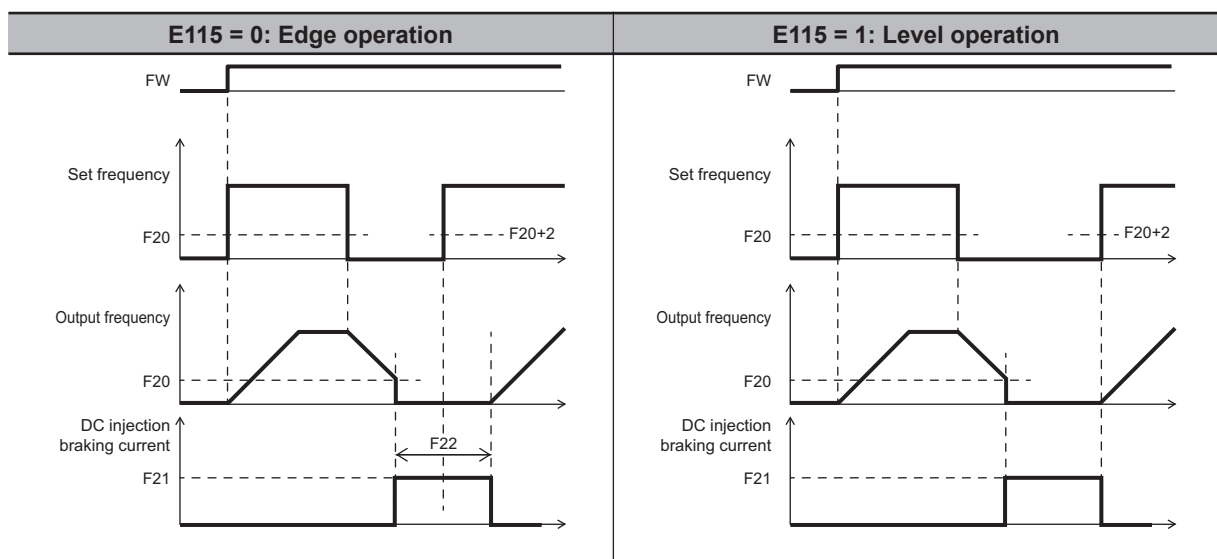 E115 = 0: Edge operation
FW
Set frequency
F20
F20+2
Output frequency
F20
DC injection
braking current
F22
F21
E115 = 1: Level operation
FW
Set frequency
F20
F20+2
Output frequency
F20
DC injection
braking current
F21